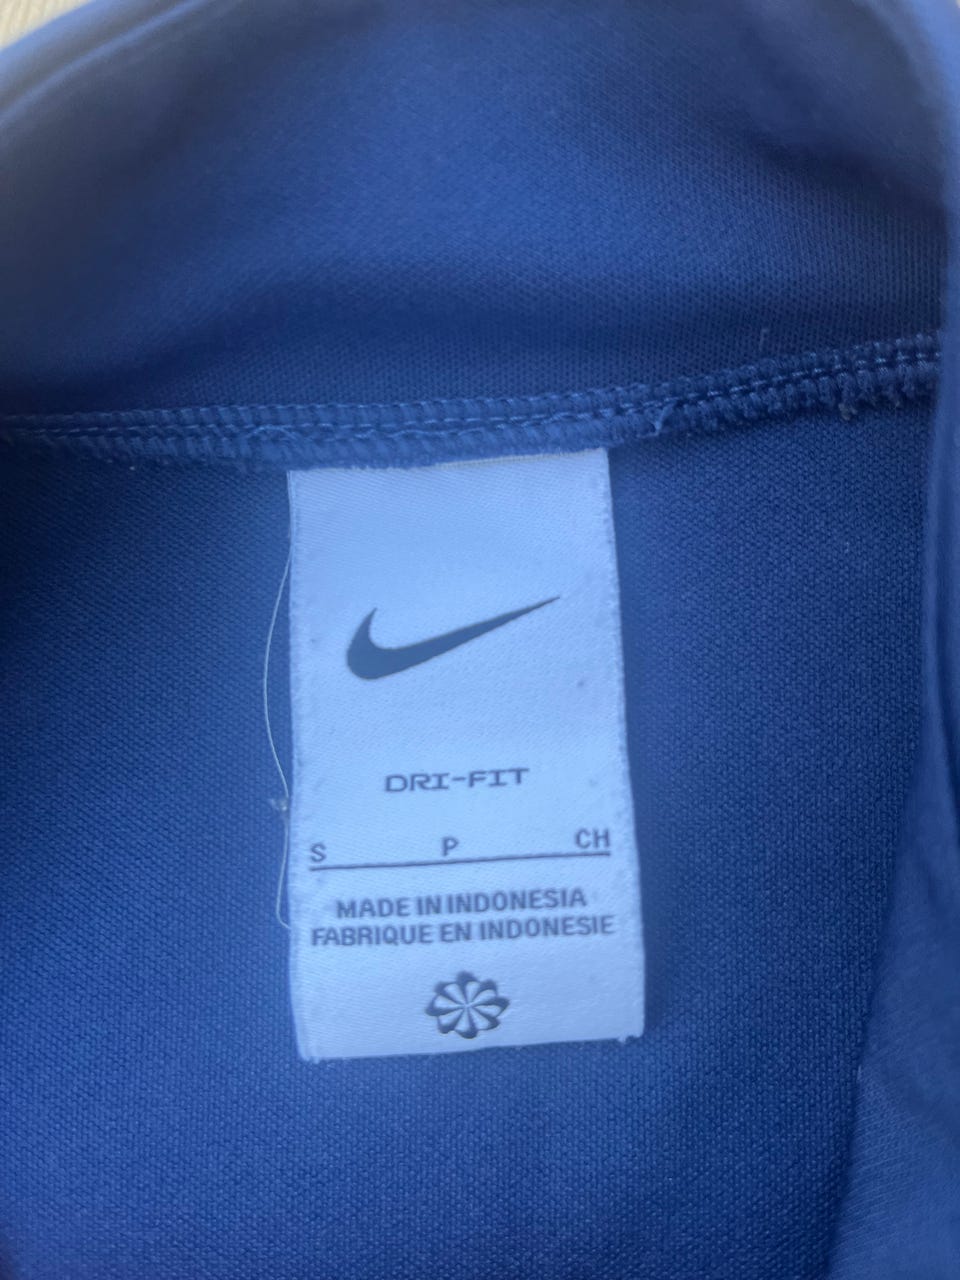 DRI-FIT
S P CH
MADE IN INDONESIA
FABRIQUE EN INDONESIE